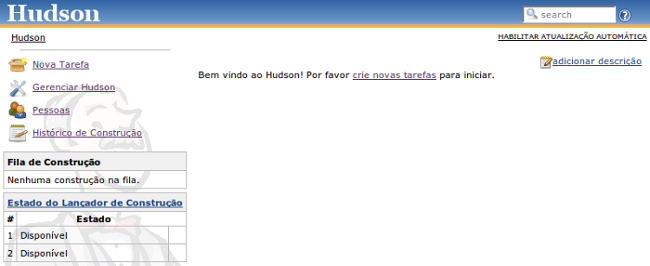 Hudson
search
Hudson
HABILITAR ATUALIZAÇÃO AUTOMÁTICA
adicionar descrição
Nova Tarefa
Bem vindo ao Hudson! Por favor crie novas tarefas para iniciar.
Gerenciar Hudson
Pessoas
Histórico de Construção
Fila de Construção
Nenhuma construção na fila.
Estado do Lançador de Construção
# Estado
1 Disponível
2 Disponível